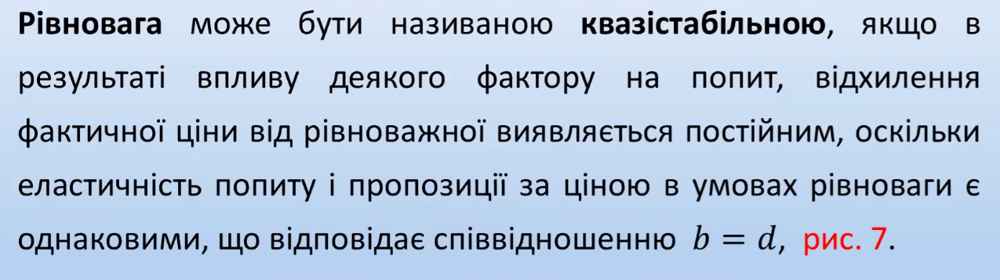 Рівновага може бути називаною квазістабільною, якщо в
результаті впливу деякого фактору на попит, відхилення
фактичної ціни від рівноважної виявляється постійним, оскільки
еластичність попиту і пропозиції за ціною в умовах рівноваги є
однаковими, що відповідає співвідношенню b = d, рис. 7.